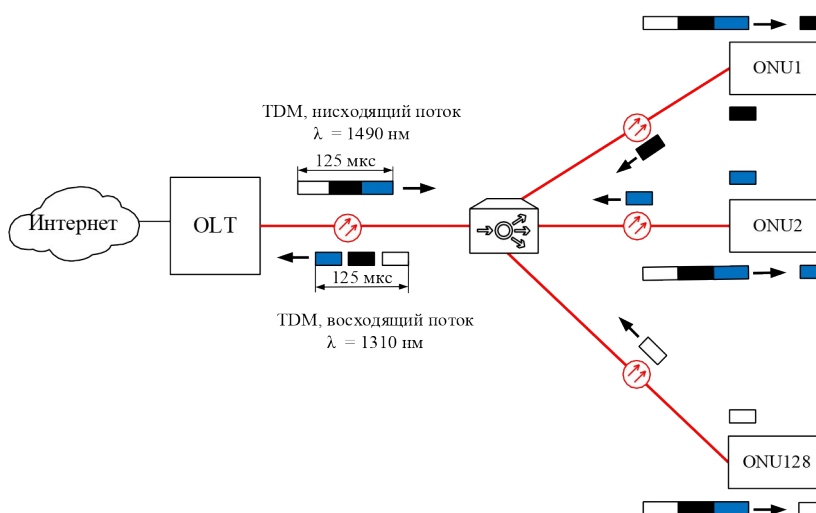 ONU1
TDM, нисходящий поток
λ = 1490 нм
125 мкс
Интернет
OLT
ONU2
125 мкс
TDM, восходящий поток
λ = 1310 нм
ONU128